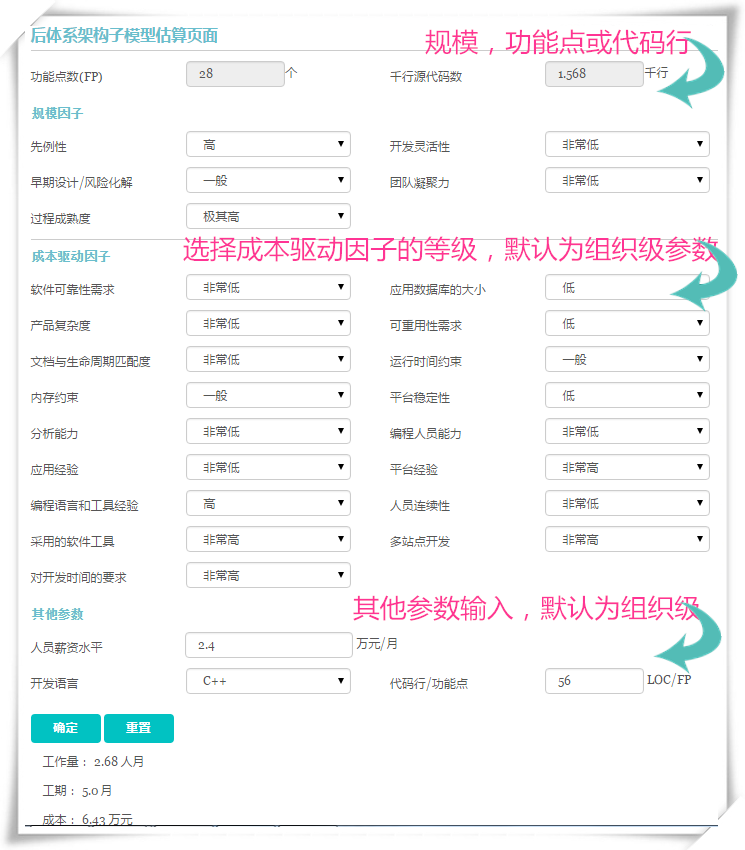 后体系架构子模型估算页面
规模，功能点或代码行
功能点数(FP) 28 个 千行源代码数 1.568 千行
规模因子
先例性 高 开发灵活性 非常低
早期设计/风险化解 一般 团队凝聚力 非常低
过程成熟度 极其高
选择成本驱动因子的等级，默认为组织级参数
成本驱动因子
软件可靠性需求 非常低 应用数据库的大小 低
产品复杂度 非常低 可重用性需求 低
文档与生命周期匹配度 非常低 运行时间约束 一般
内存约束 一般 平台稳定性 低
分析能力 非常低 编程人员能力 非常低
应用经验 非常低 平台经验 非常高
编程语言和工具经验 高 人员连续性 非常低
采用的软件工具 非常高 多站点开发 非常高
对开发时间的要求 非常高
其他参数输入，默认为组织级
其他参数
人员薪资水平 2.4 万元/月
开发语言 C++ 代码行/功能点 56 LOC/FP
确定 重置
工作量： 2.68 人月
工期： 5.0 月
成本： 6.43 万元